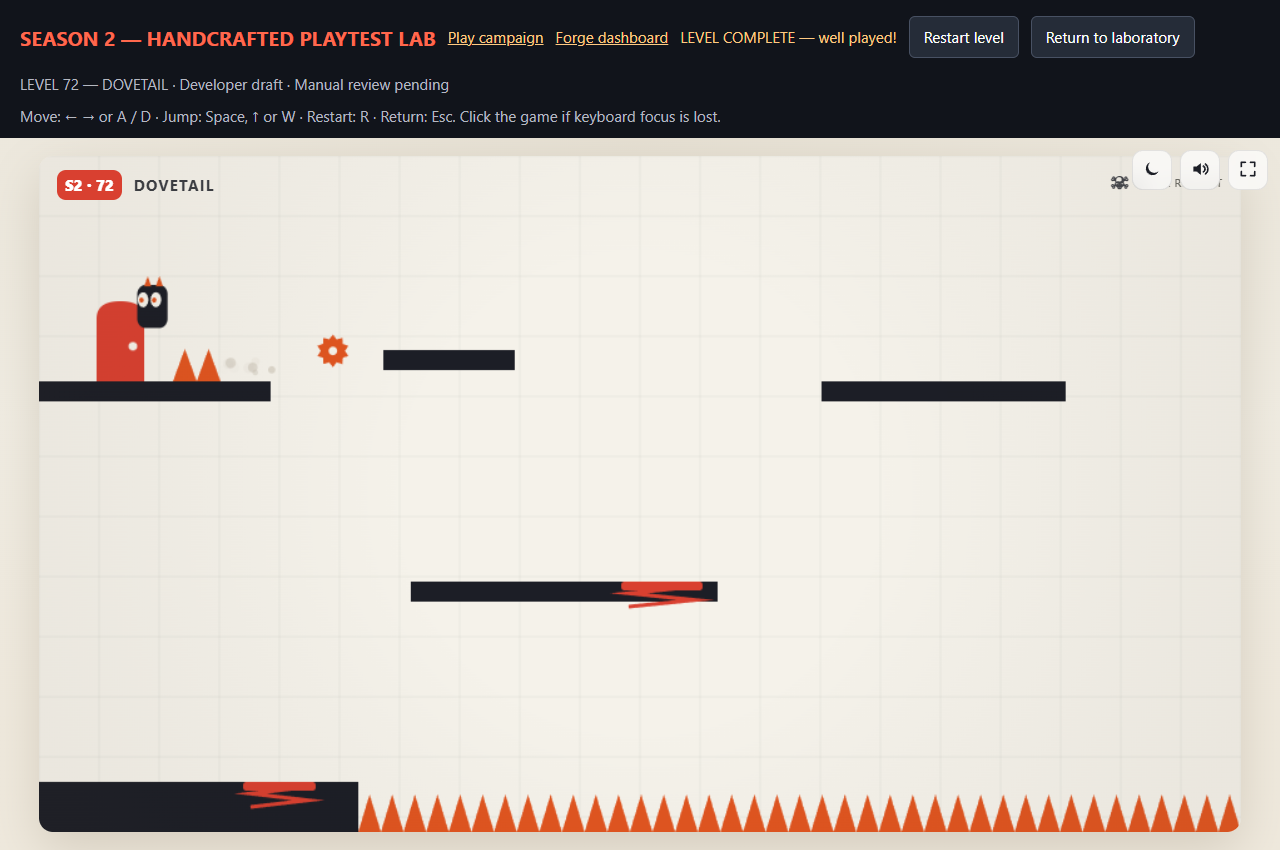 SEASON 2 — HANDCRAFTED PLAYTEST LAB Play campaign Forge dashboard LEVEL COMPLETE — well played! Restart level Return to laboratory
LEVEL 72 — DOVETAIL · Developer draft · Manual review pending
Move: ← → or A / D · Jump: Space, ↑ or W · Restart: R · Return: Esc. Click the game if keyboard focus is lost.
S2 · 72 DOVETAIL